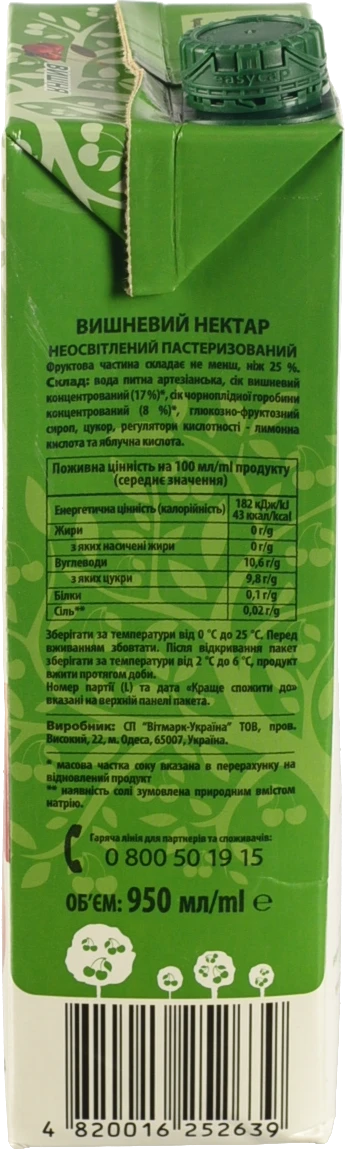 easycap
ВИШНЯ
ВИШНЕВИЙ НЕКТАР
НЕОСВІТЛЕНИЙ ПАСТЕРИЗОВАНИЙ
Фруктова частина складає не менш, ніж 25 %.
Склад: вода питна артезіанська, сік вишневий
концентрований (17 %)*, сік чорноплідної горобини
концентрований (8 %)*, глюкозно-фруктозний
сироп, цукор, регулятори кислотності - лимонна
кислота та яблучна кислота.
Поживна цінність на 100 мл/ml продукту
(середнє значення)
Енергетична цінність (калорійність) 182 кДж/kJ
43 ккал/kcal
Жири 0 г/g
з яких насичені жири 0 г/g
Вуглеводи 10,6 г/g
з яких цукри 9,8 г/g
Білки 0,1 г/g
Сіль** 0,02 г/g
Зберігати за температури від 0 °С до 25 °С. Перед
вживанням збовтати. Після відкривання пакет
зберігати за температури від 2 °С до 6 °С, продукт
вжити протягом доби.
Номер партії (L) та дата «Краще спожити до»
вказані на верхній панелі пакета.
Виробник: СП "Вітмарк-Україна" ТОВ, пров.
Високий, 22, м. Одеса, 65007, Україна.
* масова частка соку вказана в перерахунку на
відновлений продукт
** наявність солі зумовлена природним вмістом
натрію.
Гаряча лінія для партнерів та споживачів:
0 800 50 19 15
ОБ'ЄМ: 950 мл/ml ℮
4 820016 252639